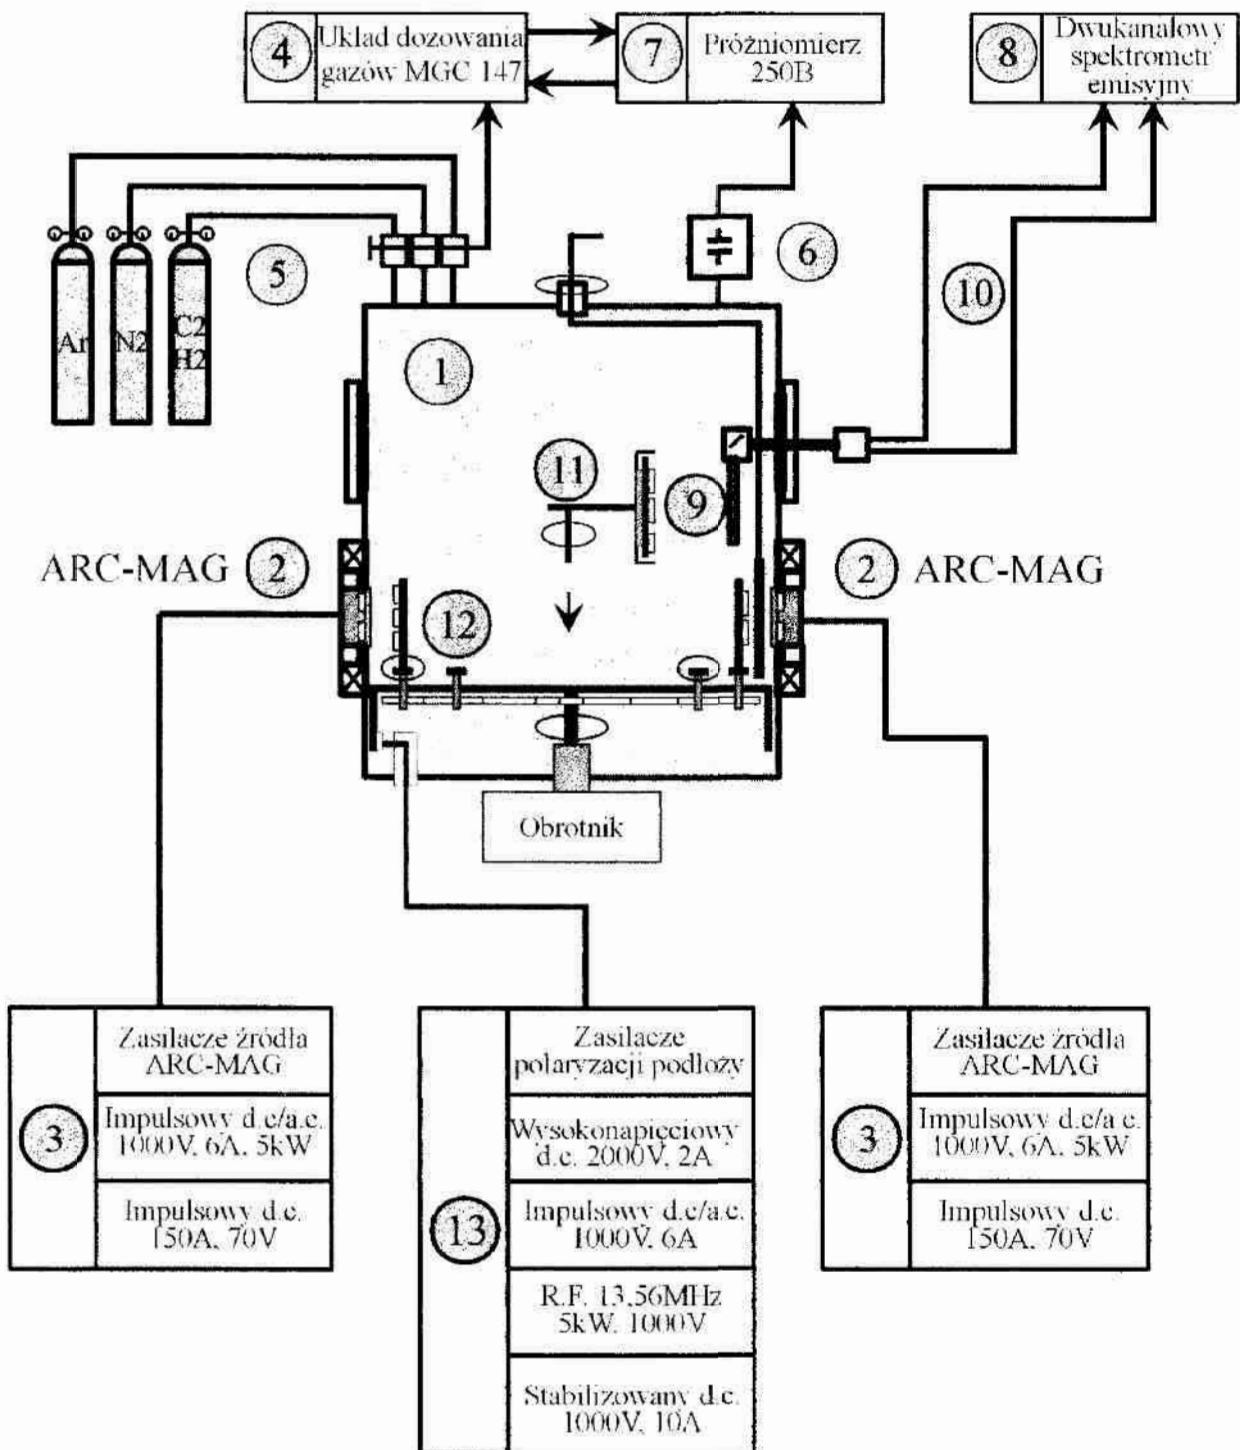 4
Układ dozowania
gazów MGC 147
7
Próżniomierz
250B
8
Dwukanałowy
spektrometr
emisyjny
5
6
10
Ar
N2
C2
H2
1
11
9
ARC-MAG
2
2
ARC-MAG
12
Obrotnik
3
Zasilacze źródła
ARC-MAG
Impulsowy d.c/a.c.
1000V, 6A, 5kW
Impulsowy d.c.
150A, 70V
13
Zasilacze
polaryzacji podłoży
Wysokonapięciowy
d.c. 2000V, 2A
Impulsowy d.c/a.c.
1000V, 6A
R.F. 13,56MHz
5kW, 1000V
Stabilizowany d.c.
1000V, 10A
3
Zasilacze źródła
ARC-MAG
Impulsowy d.c/a.c.
1000V, 6A, 5kW
Impulsowy d.c.
150A, 70V